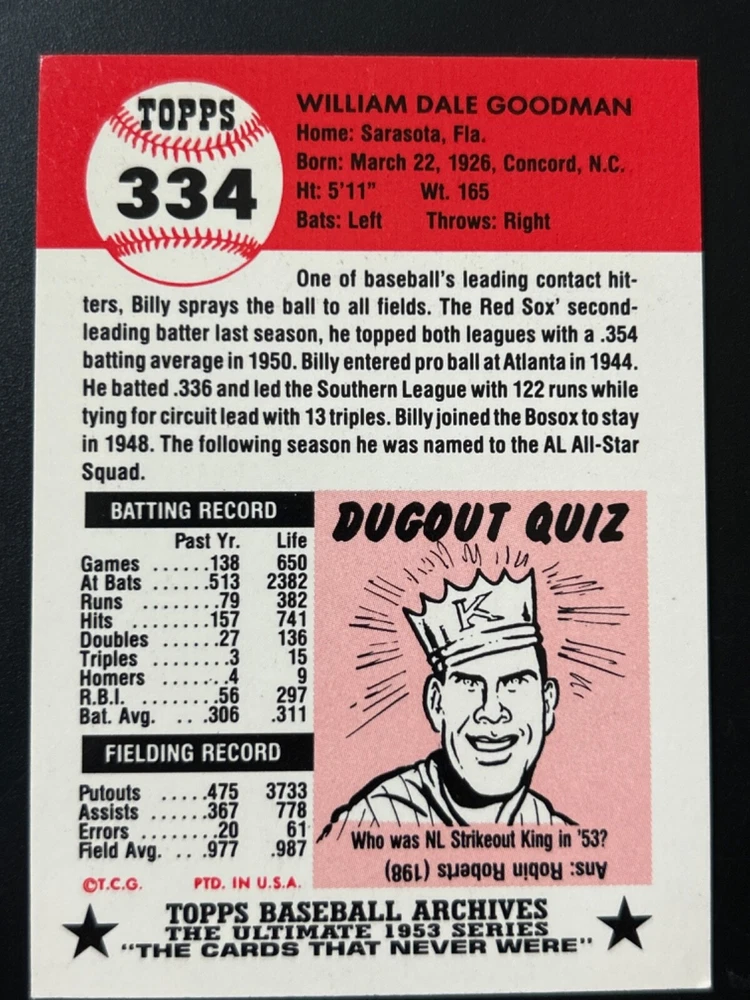 TOPPS
334
WILLIAM DALE GOODMAN
Home: Sarasota, Fla.
Born: March 22, 1926, Concord, N.C.
Ht: 5'11" Wt. 165
Bats: Left Throws: Right
One of baseball's leading contact hit-
ters, Billy sprays the ball to all fields. The Red Sox' second-
leading batter last season, he topped both leagues with a .354
batting average in 1950. Billy entered pro ball at Atlanta in 1944.
He batted .336 and led the Southern League with 122 runs while
tying for circuit lead with 13 triples. Billy joined the Bosox to stay
in 1948. The following season he was named to the AL All-Star
Squad.
BATTING RECORD
Past Yr. Life
Games ......138 650
At Bats .....513 2382
Runs .......79 382
Hits ......157 741
Doubles .....27 136
Triples .....3 15
Homers .....4 9
R.B.I. ......56 297
Bat. Avg. ...306 .311
FIELDING RECORD
Putouts .....475 3733
Assists .....367 778
Errors .......20 61
Field Avg. ...977 .987
©T.C.G. PTD. IN U.S.A.
DUGOUT QUIZ
K
Who was NL Strikeout King in '53?
Ans: Robin Roberts (198)
TOPPS BASEBALL ARCHIVES
THE ULTIMATE 1953 SERIES
"THE CARDS THAT NEVER WERE"